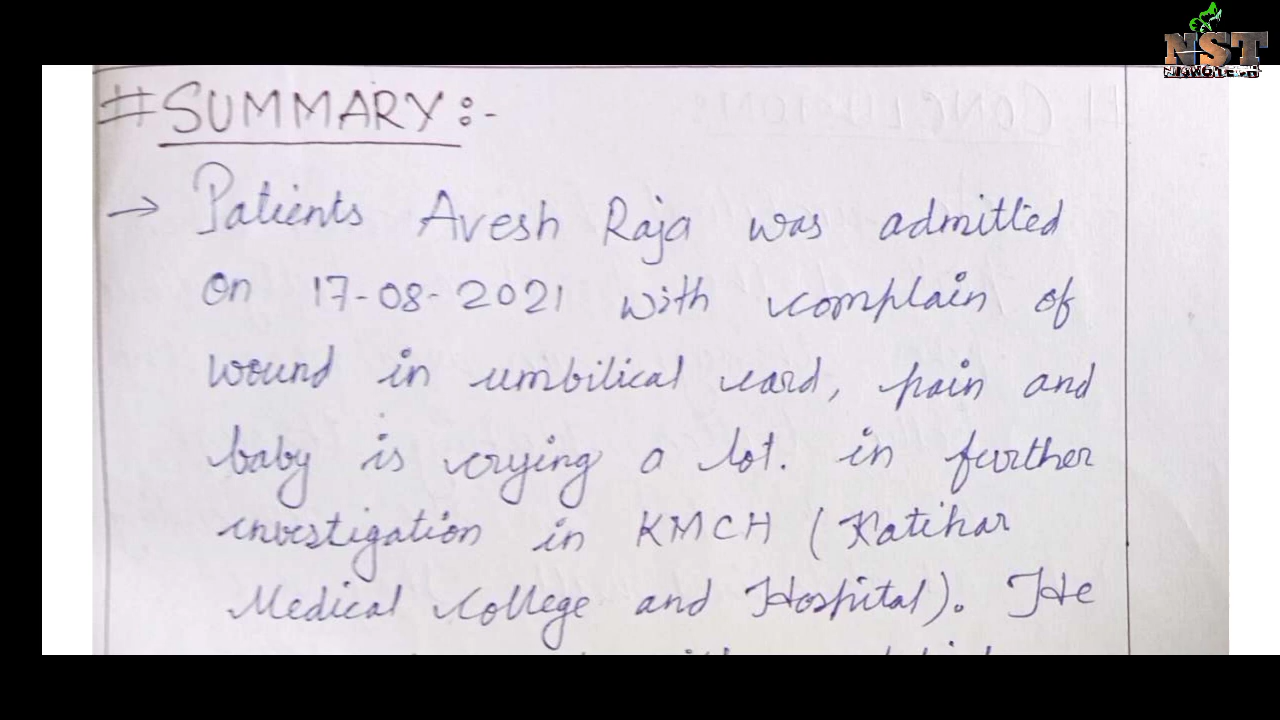 NST
#SUMMARY:-
→ Patients Avesh Raja was admitted
on 17-08-2021 with complain of
wound in umbilical card, pain and
baby is crying a lot. in further
investigation in KMCH (Katihar
Medical College and Hospital). The